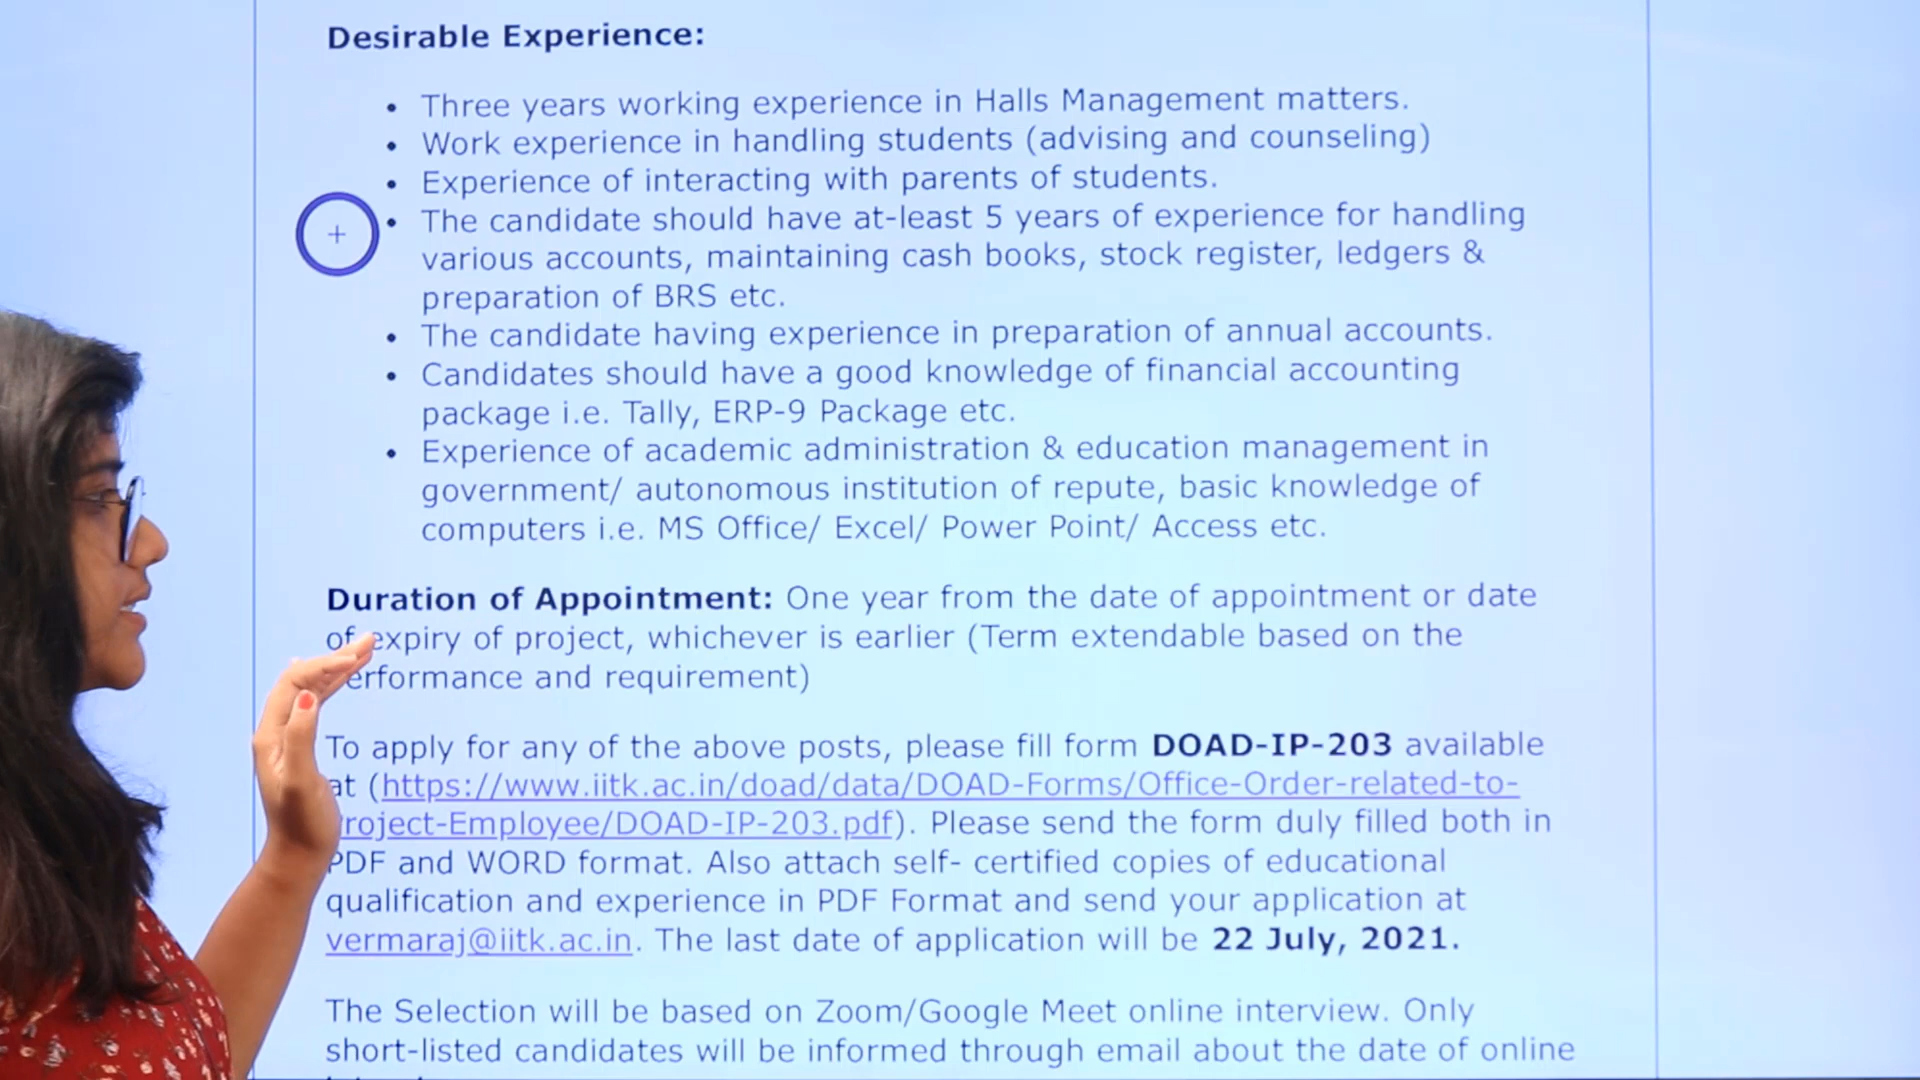 Desirable Experience:
• Three years working experience in Halls Management matters.
• Work experience in handling students (advising and counseling)
• Experience of interacting with parents of students.
• The candidate should have at-least 5 years of experience for handling
various accounts, maintaining cash books, stock register, ledgers &
preparation of BRS etc.
• The candidate having experience in preparation of annual accounts.
• Candidates should have a good knowledge of financial accounting
package i.e. Tally, ERP-9 Package etc.
• Experience of academic administration & education management in
government/ autonomous institution of repute, basic knowledge of
computers i.e. MS Office/ Excel/ Power Point/ Access etc.
Duration of Appointment: One year from the date of appointment or date
of expiry of project, whichever is earlier (Term extendable based on the
erformance and requirement)
To apply for any of the above posts, please fill form DOAD-IP-203 available
at (https://www.iitk.ac.in/doad/data/DOAD-Forms/Office-Order-related-to-
roject-Employee/DOAD-IP-203.pdf). Please send the form duly filled both in
PDF and WORD format. Also attach self- certified copies of educational
qualification and experience in PDF Format and send your application at
vermaraj@iitk.ac.in. The last date of application will be 22 July, 2021.
The Selection will be based on Zoom/Google Meet online interview. Only
short-listed candidates will be informed through email about the date of online